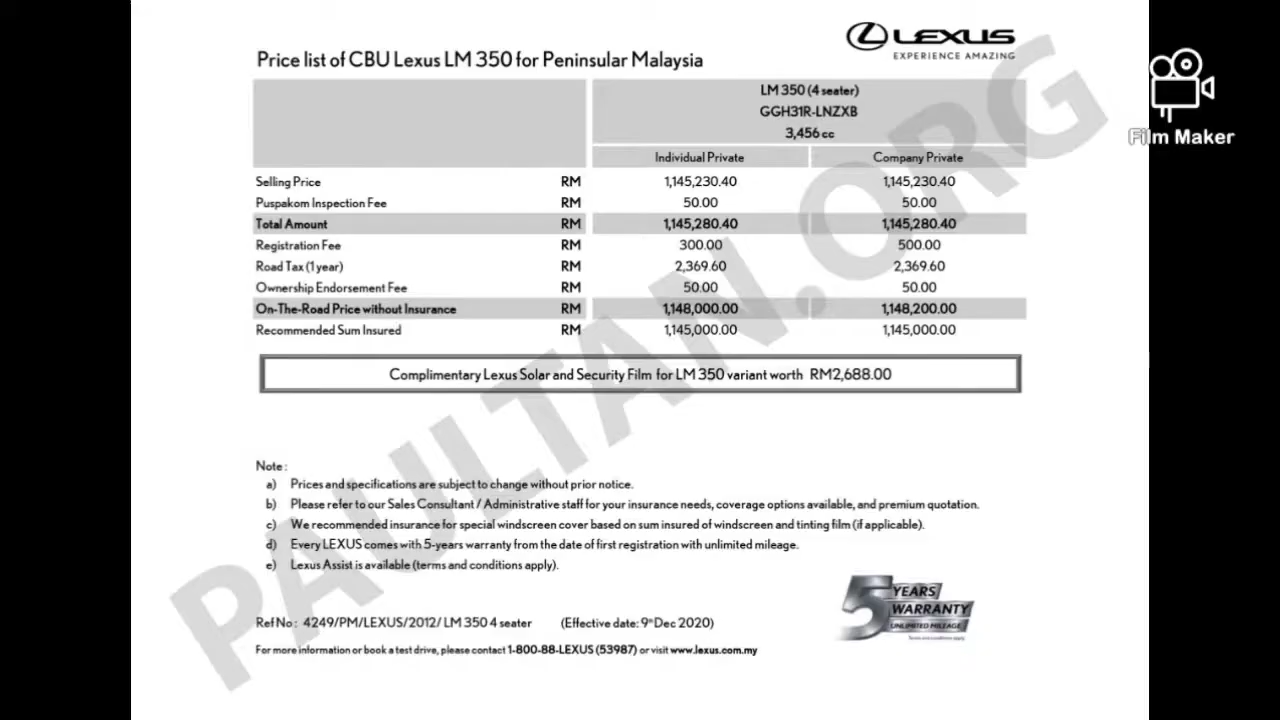 LEXUS
EXPERIENCE AMAZING
Price list of CBU Lexus LM 350 for Peninsular Malaysia
Film Maker
LM 350 (4 seater)
GGH31R-LNZXB
3,456 cc
Individual Private Company Private
Selling Price RM 1,145,230.40 1,145,230.40
Puspakom Inspection Fee RM 50.00 50.00
Total Amount RM 1,145,280.40 1,145,280.40
Registration Fee RM 300.00 500.00
Road Tax (1 year) RM 2,369.60 2,369.60
Ownership Endorsement Fee RM 50.00 50.00
On-The-Road Price without Insurance RM 1,148,000.00 1,148,200.00
Recommended Sum Insured RM 1,145,000.00 1,145,000.00
Complimentary Lexus Solar and Security Film for LM 350 variant worth RM2,688.00
PAULTAN.ORG
Note :
a) Prices and specifications are subject to change without prior notice.
b) Please refer to our Sales Consultant / Administrative staff for your insurance needs, coverage options available, and premium quotation.
c) We recommended insurance for special windscreen cover based on sum insured of windscreen and tinting film (if applicable).
d) Every LEXUS comes with 5-years warranty from the date of first registration with unlimited mileage.
e) Lexus Assist is available (terms and conditions apply).
5 YEARS
WARRANTY
UNLIMITED MILEAGE
Terms and conditions apply
Ref No : 4249/PM/LEXUS/2012/ LM 350 4 seater (Effective date: 9th Dec 2020)
For more information or book a test drive, please contact 1-800-88-LEXUS (53987) or visit www.lexus.com.my